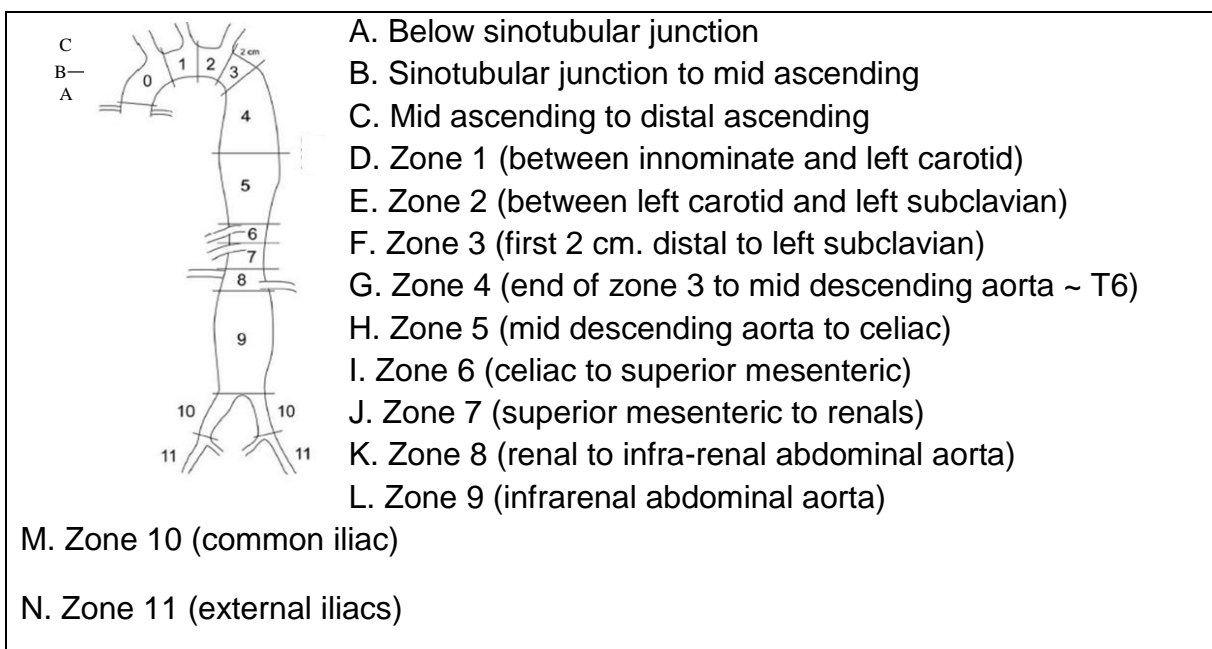 C
B
A
0
1
2
2 cm
3
4
5
6
7
8
9
10
10
11
11
A. Below sinotubular junction
B. Sinotubular junction to mid ascending
C. Mid ascending to distal ascending
D. Zone 1 (between innominate and left carotid)
E. Zone 2 (between left carotid and left subclavian)
F. Zone 3 (first 2 cm. distal to left subclavian)
G. Zone 4 (end of zone 3 to mid descending aorta ~ T6)
H. Zone 5 (mid descending aorta to celiac)
I. Zone 6 (celiac to superior mesenteric)
J. Zone 7 (superior mesenteric to renals)
K. Zone 8 (renal to infra-renal abdominal aorta)
L. Zone 9 (infrarenal abdominal aorta)
M. Zone 10 (common iliac)
N. Zone 11 (external iliacs)